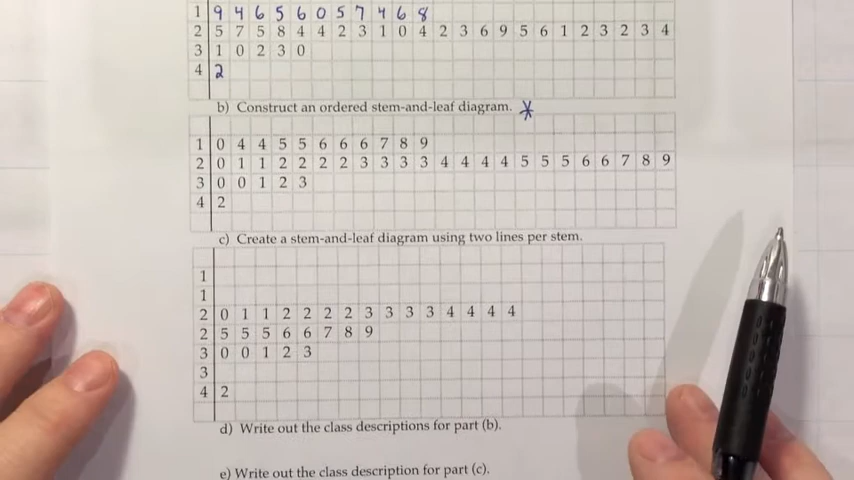 1 9 4 6 5 6 0 5 7 4 6 8
2 5 7 5 8 4 4 2 3 1 0 4 2 3 6 9 5 6 1 2 3 2 3 4
3 1 0 2 3 0
4 2
b) Construct an ordered stem-and-leaf diagram. *
1 0 4 4 5 5 6 6 6 7 8 9
2 0 1 1 2 2 2 2 3 3 3 3 4 4 4 4 5 5 5 6 6 7 8 9
3 0 0 1 2 3
4 2
c) Create a stem-and-leaf diagram using two lines per stem.
1
1
2 0 1 1 2 2 2 2 3 3 3 3 4 4 4 4
2 5 5 5 6 6 7 8 9
3 0 0 1 2 3
3
4 2
d) Write out the class descriptions for part (b).
e) Write out the class description for part (c).